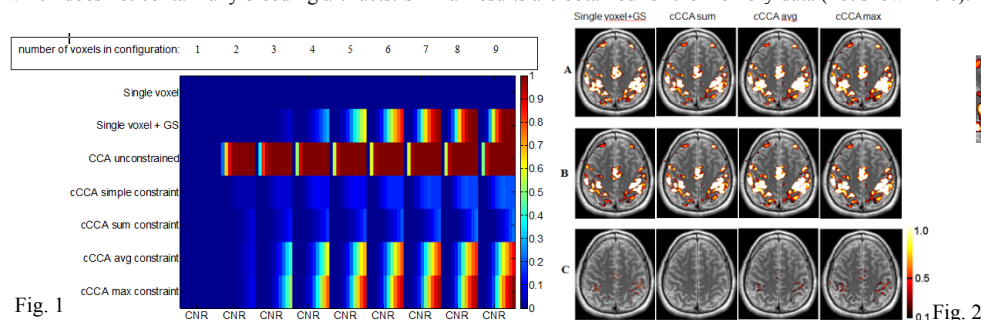 number of voxels in configuration: 1 2 3 4 5 6 7 8 9
Single voxel
Single voxel + GS
CCA unconstrained
cCCA simple constraint
cCCA sum constraint
cCCA avg constraint
cCCA max constraint
CNR CNR CNR CNR CNR CNR CNR CNR
1
0.9
0.8
0.7
0.6
0.5
0.4
0.3
0.2
0.1
0
Fig. 1
Single voxel+GS cCCA sum cCCA avg cCCA max
A
B
C
1.0
0.5
0.1
Fig. 2